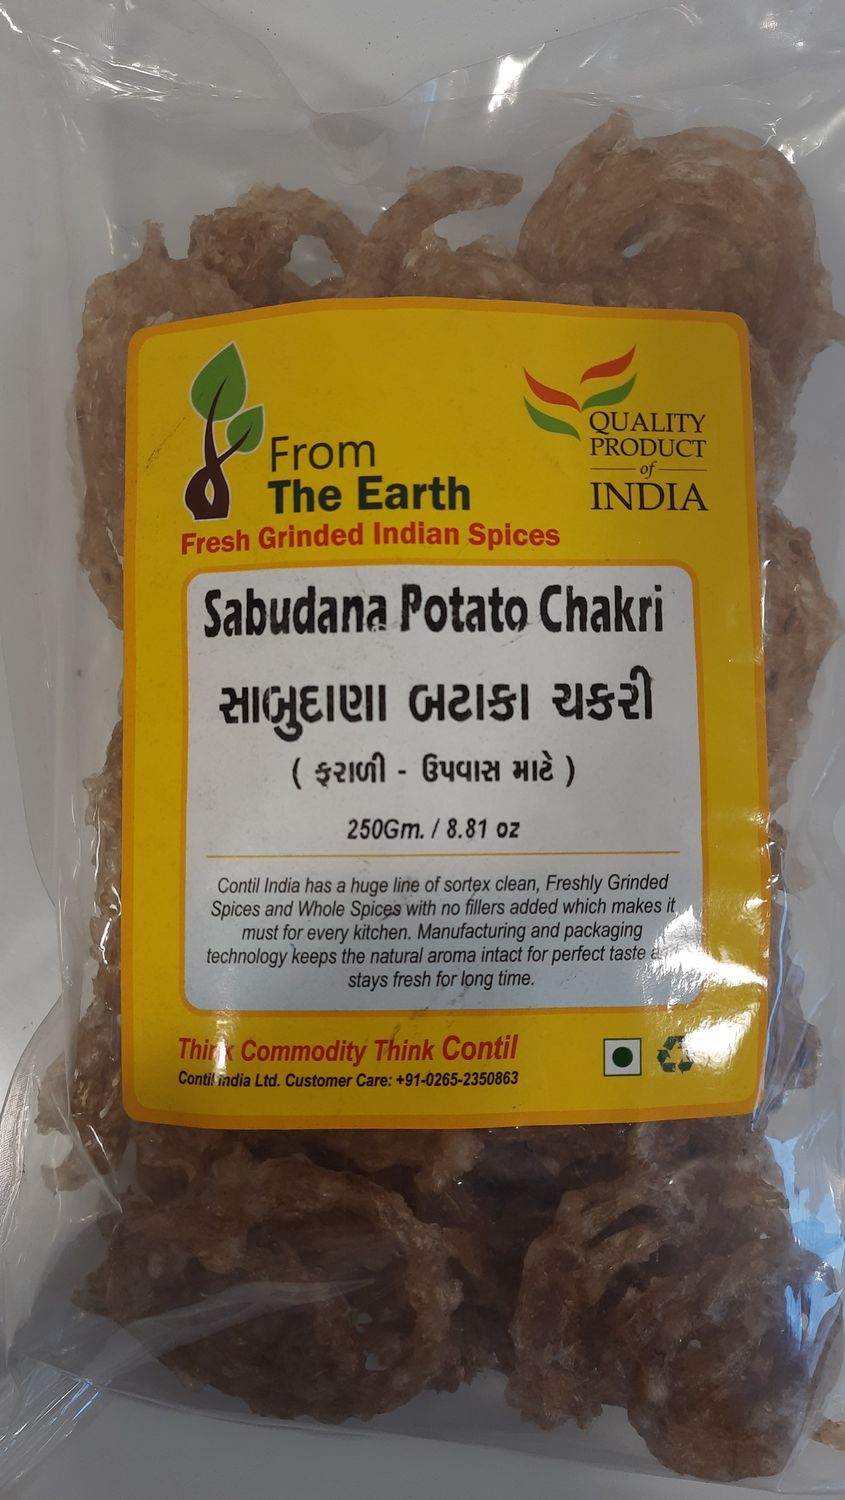 From
The Earth
Fresh Grinded Indian Spices
QUALITY
PRODUCT
of
INDIA
Sabudana Potato Chakri
સાબુદાણા બટાકા ચકરી
( ફરાળી - ઉપવાસ માટે )
250Gm. / 8.81 oz
Contil India has a huge line of sortex clean, Freshly Grinded
Spices and Whole Spices with no fillers added which makes it
must for every kitchen. Manufacturing and packaging
technology keeps the natural aroma intact for perfect taste
stays fresh for long time.
Think Commodity Think Contil
Contil India Ltd. Customer Care: +91-0265-2350863